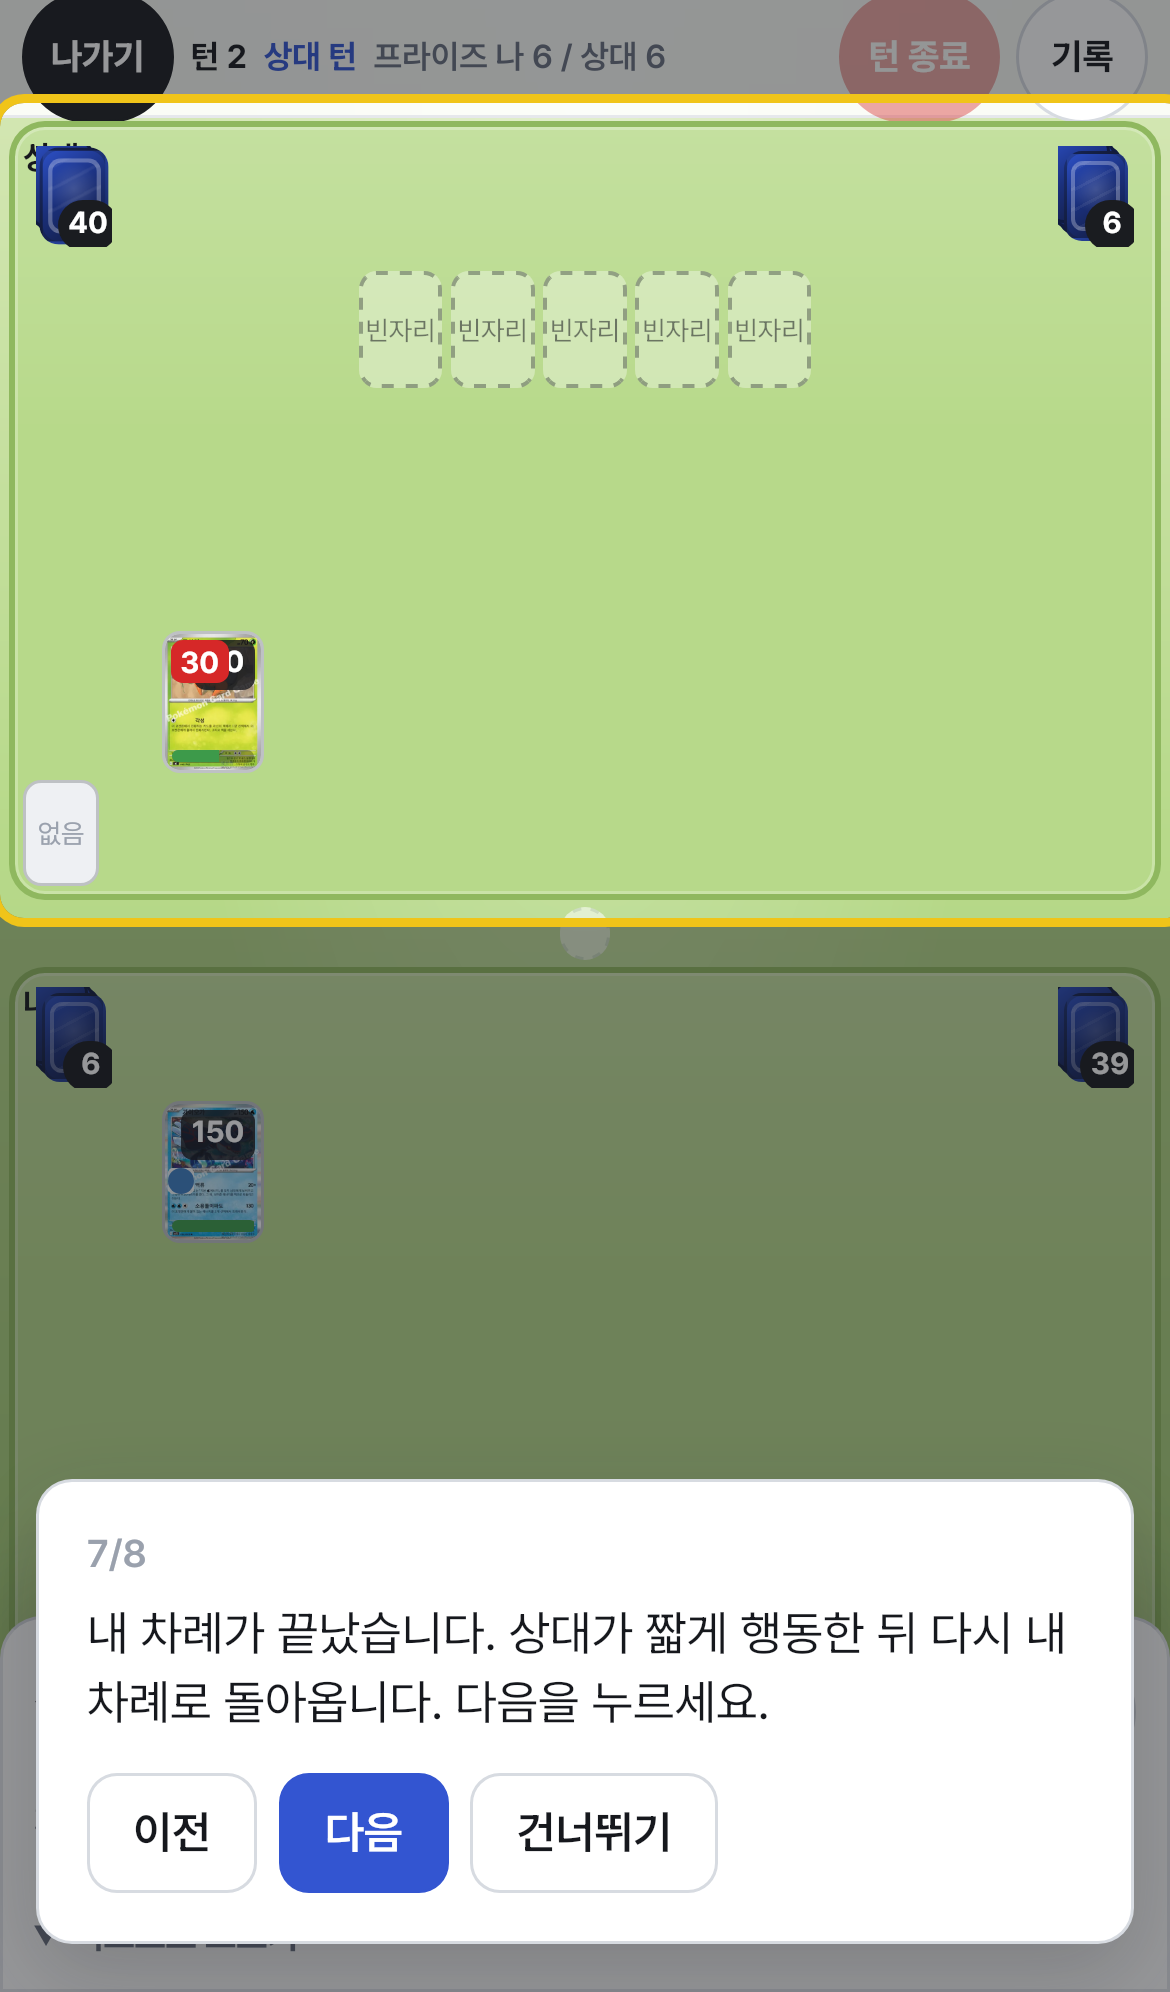 나가기
턴 2 상대 턴 프라이즈 나 6 / 상대 6
턴 종료
기록
40
6
빈자리 빈자리 빈자리 빈자리 빈자리
30
0
각성
없음
6
39
150
7/8
내 차례가 끝났습니다. 상대가 짧게 행동한 뒤 다시 내
차례로 돌아옵니다. 다음을 누르세요.
이전
다음
건너뛰기